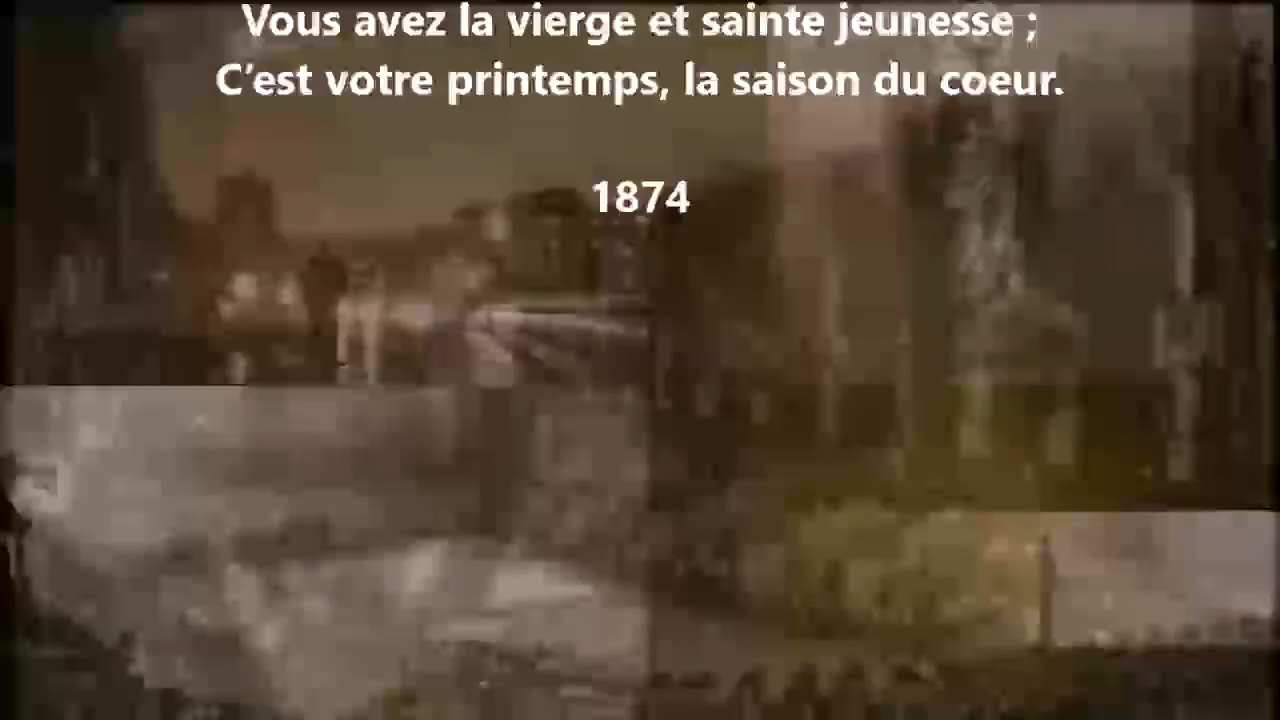 Vous avez la vierge et sainte jeunesse ;
C’est votre printemps, la saison du coeur.
1874